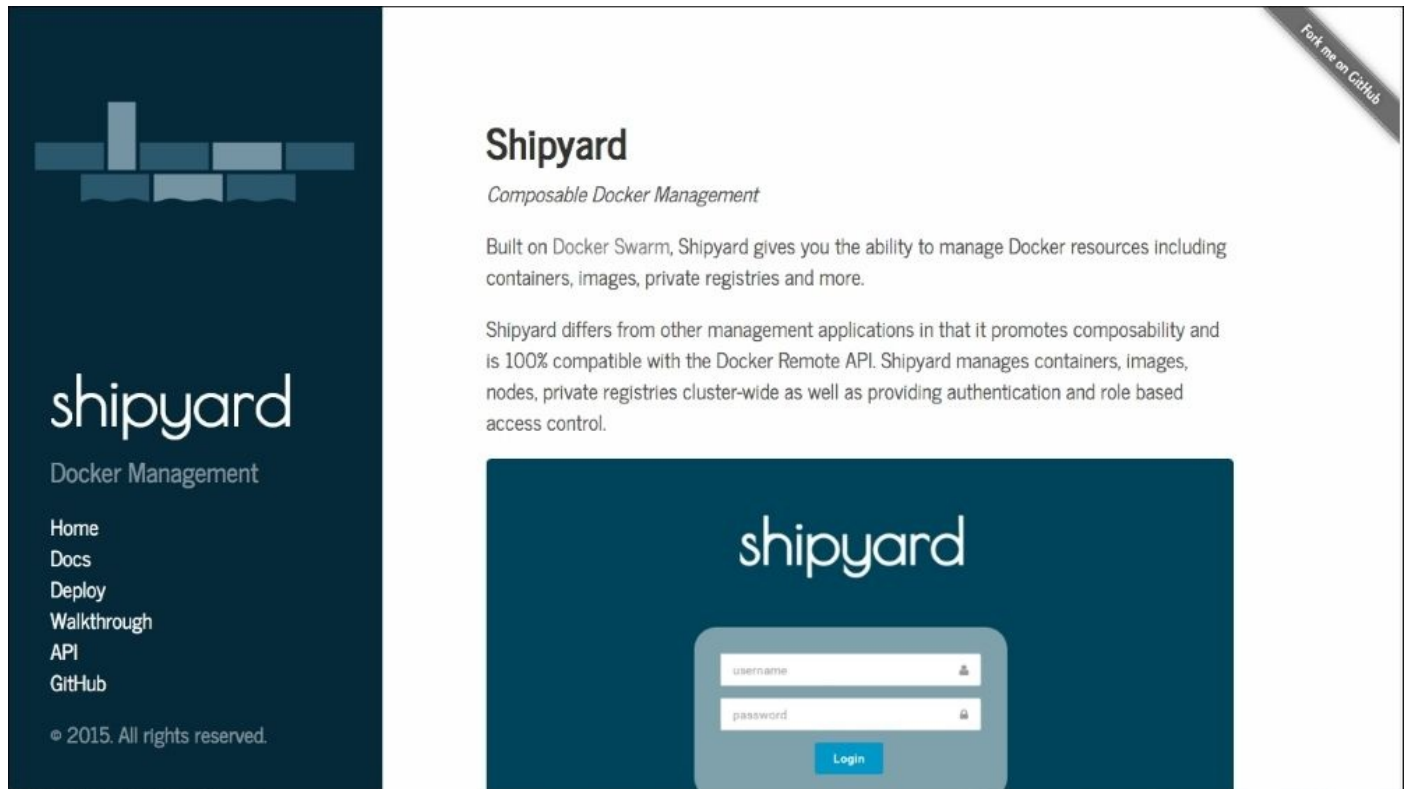 shipyard
Docker Management
Home
Docs
Deploy
Walkthrough
API
GitHub
© 2015. All rights reserved.
Fork me on GitHub
Shipyard
Composable Docker Management
Built on Docker Swarm, Shipyard gives you the ability to manage Docker resources including
containers, images, private registries and more.
Shipyard differs from other management applications in that it promotes composability and
is 100% compatible with the Docker Remote API. Shipyard manages containers, images,
nodes, private registries cluster-wide as well as providing authentication and role based
access control.
shipyard
username
password
Login